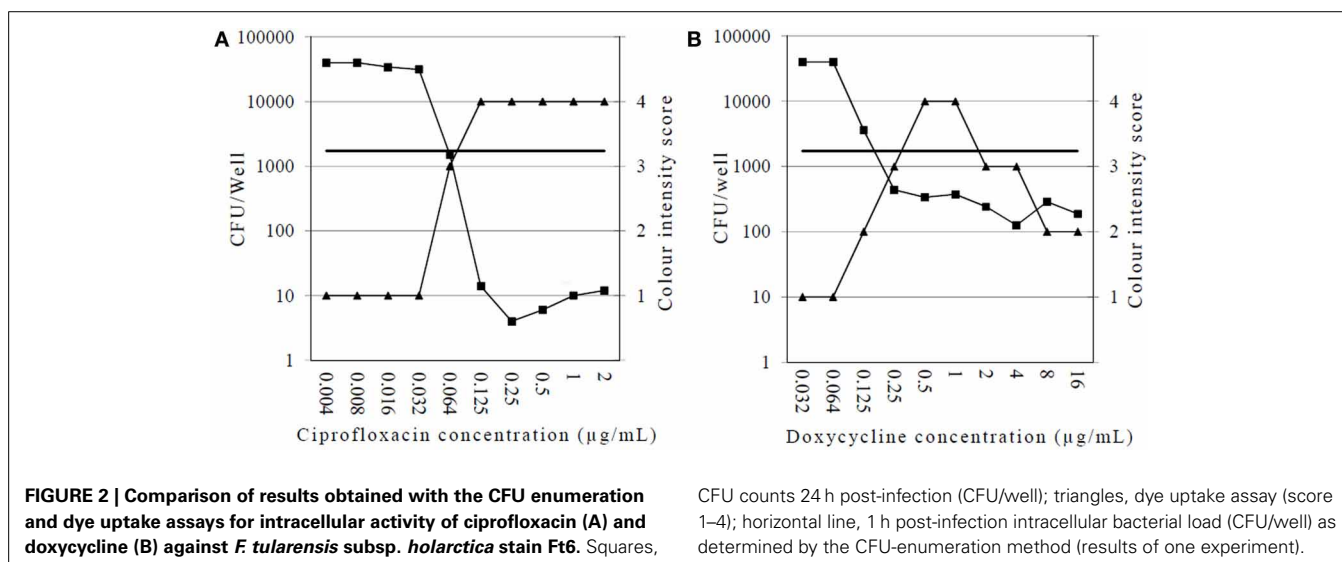 A
100000
10000
1000
100
10
1
CFU/Well
4
3
2
1
Colour intensity score
0.004
0.008
0.016
0.032
0.064
0.125
0.25
0.5
1
2
Ciprofloxacin concentration (µg/mL)
B
100000
10000
1000
100
10
1
CFU/well
4
3
2
1
Colour intensity score
0.032
0.064
0.125
0.25
0.5
1
2
4
8
16
Doxycycline concentration (µg/mL)
FIGURE 2 | Comparison of results obtained with the CFU enumeration
and dye uptake assays for intracellular activity of ciprofloxacin (A) and
doxycycline (B) against F. tularensis subsp. holarctica stain Ft6. Squares,
CFU counts 24 h post-infection (CFU/well); triangles, dye uptake assay (score
1–4); horizontal line, 1 h post-infection intracellular bacterial load (CFU/well) as
determined by the CFU-enumeration method (results of one experiment).